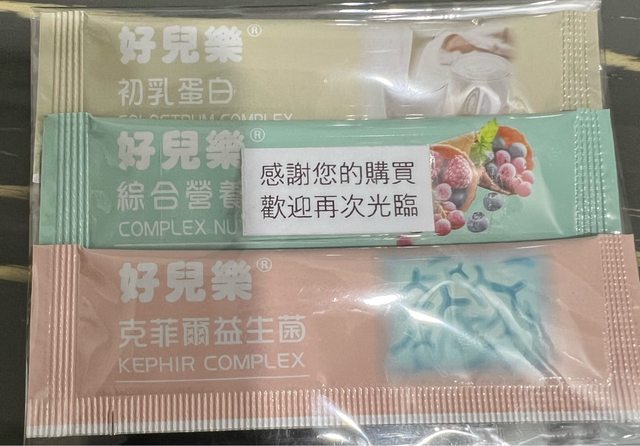 好兒樂®
初乳蛋白
COLOSTRUM COMPLEX
好兒樂®
綜合營養
COMPLEX NU
感謝您的購買
歡迎再次光臨
好兒樂®
克菲爾益生菌
KEPHIR COMPLEX